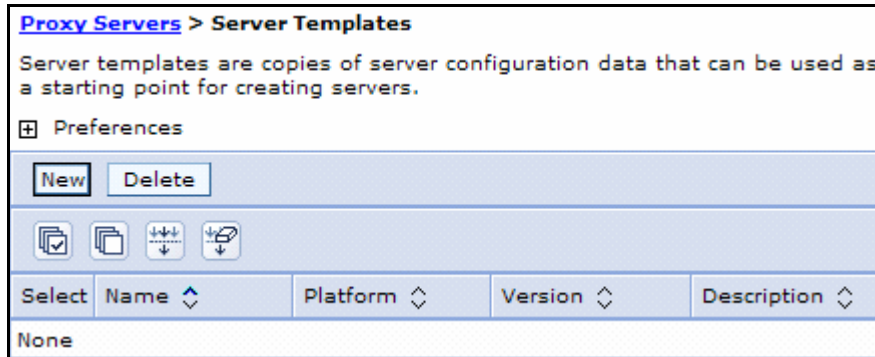 Proxy Servers > Server Templates
Server templates are copies of server configuration data that can be used as
a starting point for creating servers.
Preferences
New Delete
Select Name Platform Version Description
None